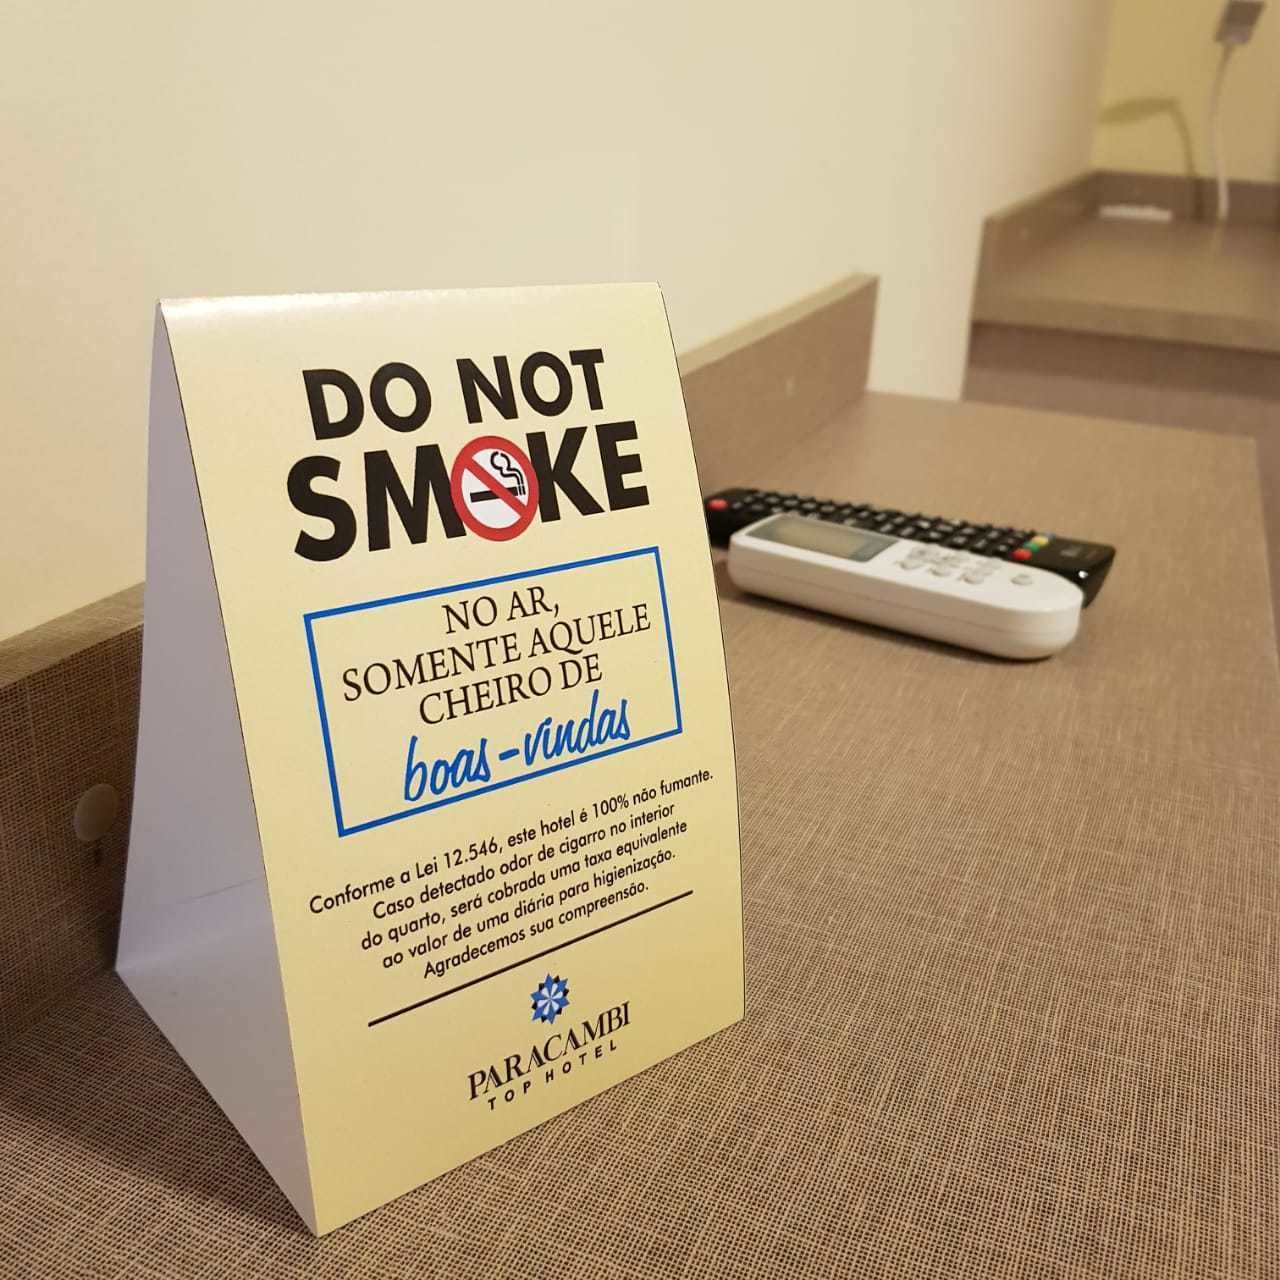 DO NOT
SMOKE
NO AR,
SOMENTE AQUELE
CHEIRO DE
boas-vindas
Conforme a Lei 12.546, este hotel é 100% não fumante.
Caso detectado odor de cigarro no interior
do quarto, será cobrada uma taxa equivalente
ao valor de uma diária para higienização.
Agradecemos sua compreensão.
PARACAMBI
TOP HOTEL